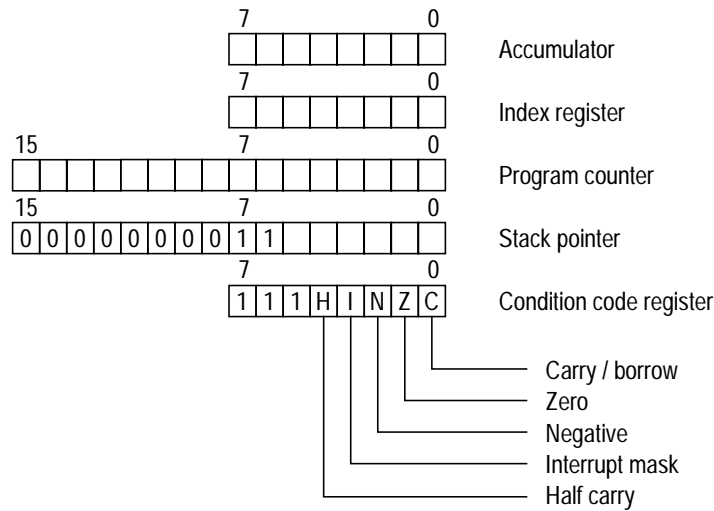 7 0
Accumulator
7 0
Index register
15 7 0
Program counter
15 7 0
0 0 0 0 0 0 0 0 1 1 Stack pointer
7 0
1 1 1 H I N Z C Condition code register
Carry / borrow
Zero
Negative
Interrupt mask
Half carry